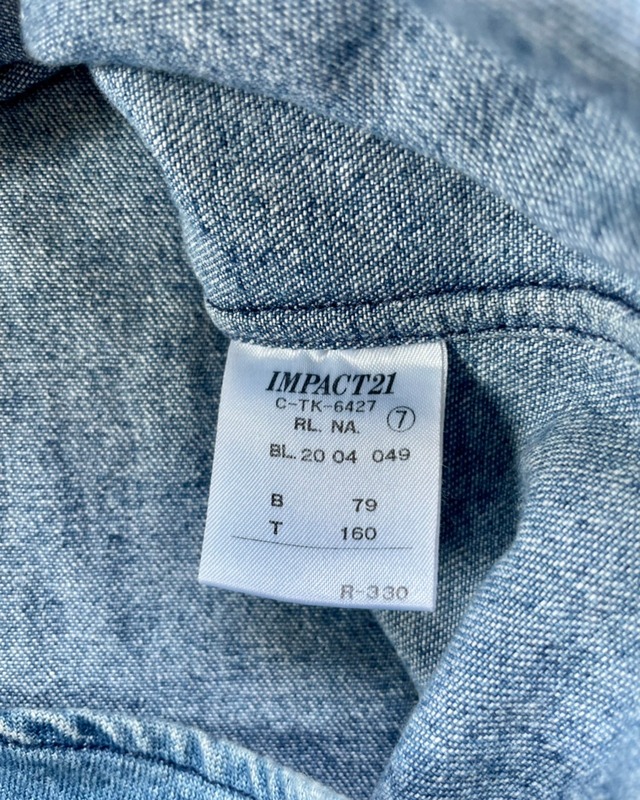 IMPACT21
C-TK-6427
RL. NA. ⑦
BL. 20 04 049
B 79
T 160
R-330